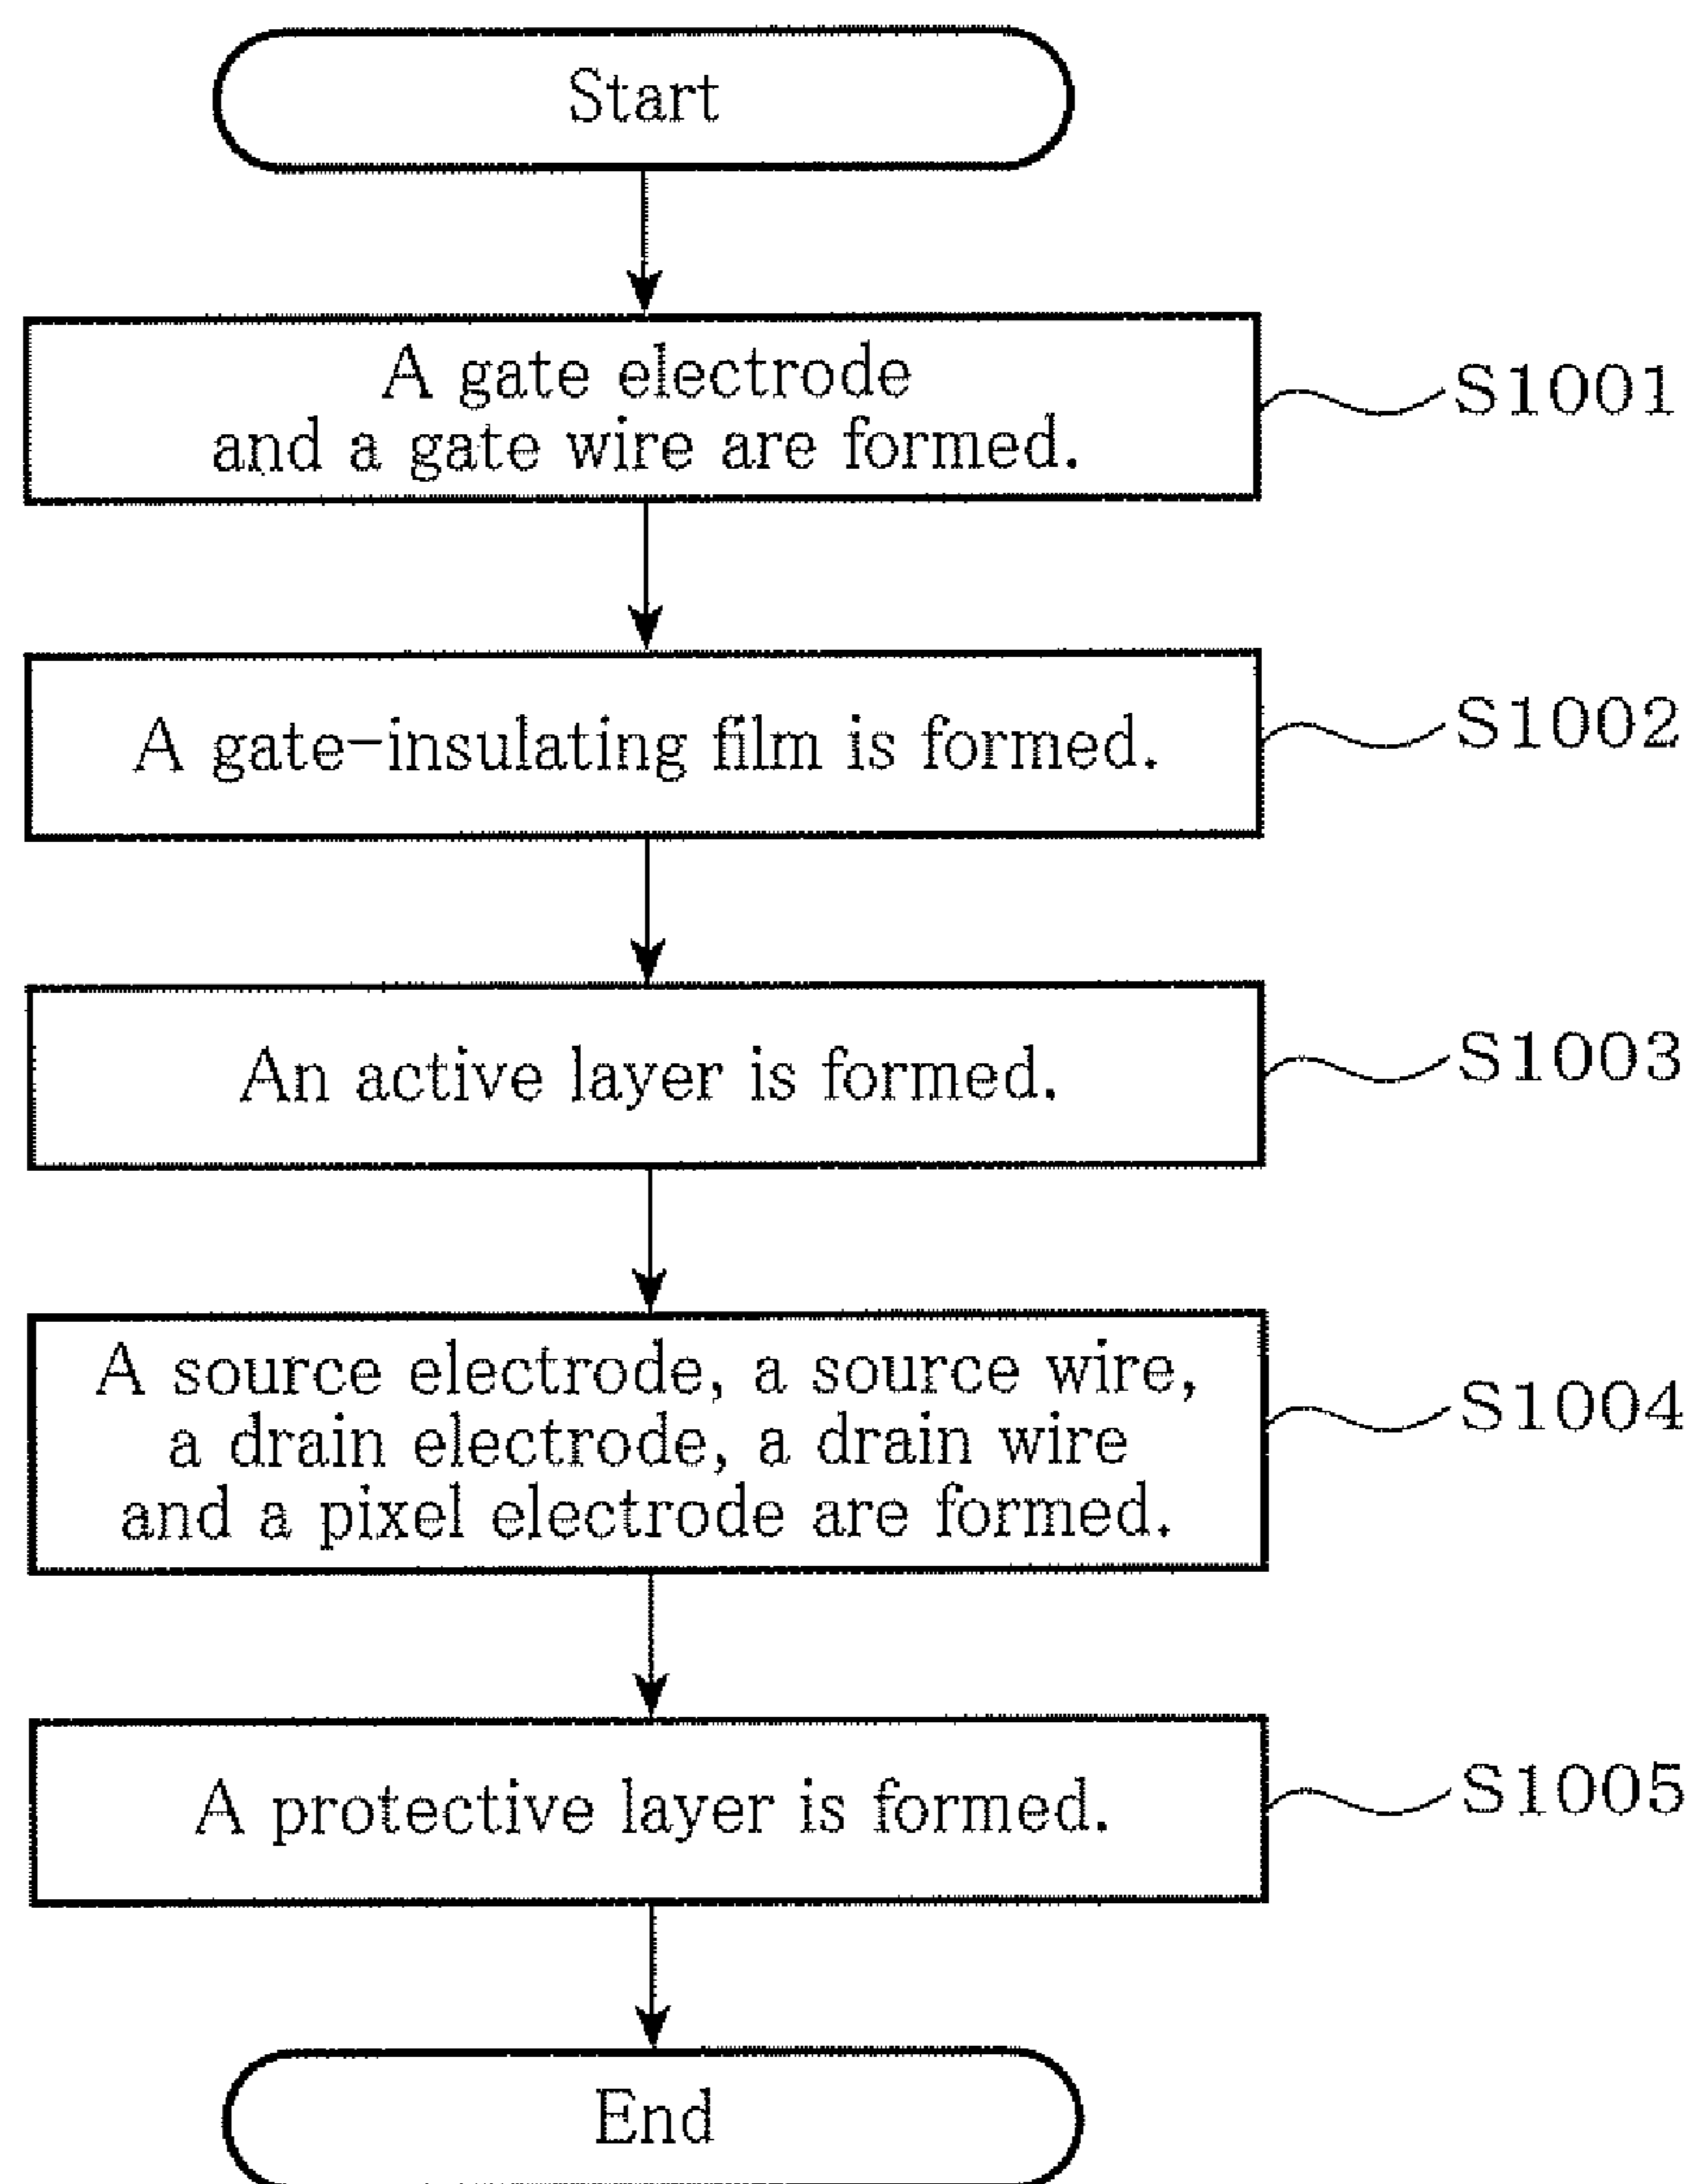 Start
A gate electrode
and a gate wire are formed.
S1001
A gate-insulating film is formed.
S1002
An active layer is formed.
S1003
A source electrode, a source wire,
a drain electrode, a drain wire
and a pixel electrode are formed.
S1004
A protective layer is formed.
S1005
End